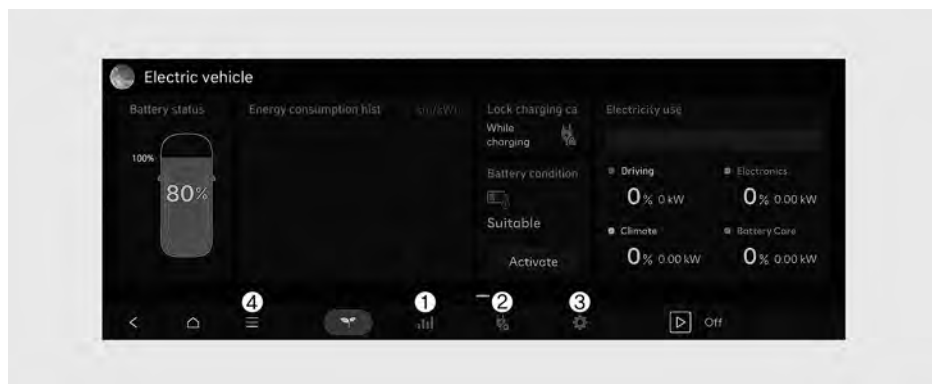 Electric vehicle
Battery status
100%
80%
Energy consumption hist
km/kWh
Lock charging ca
While
charging
Battery condition
Suitable
Activate
Electricity use
Driving
0% 0 kW
Electronics
0% 0.00 kW
Climate
0% 0.00 kW
Battery Care
0% 0.00 kW
4
1
2
3
Off